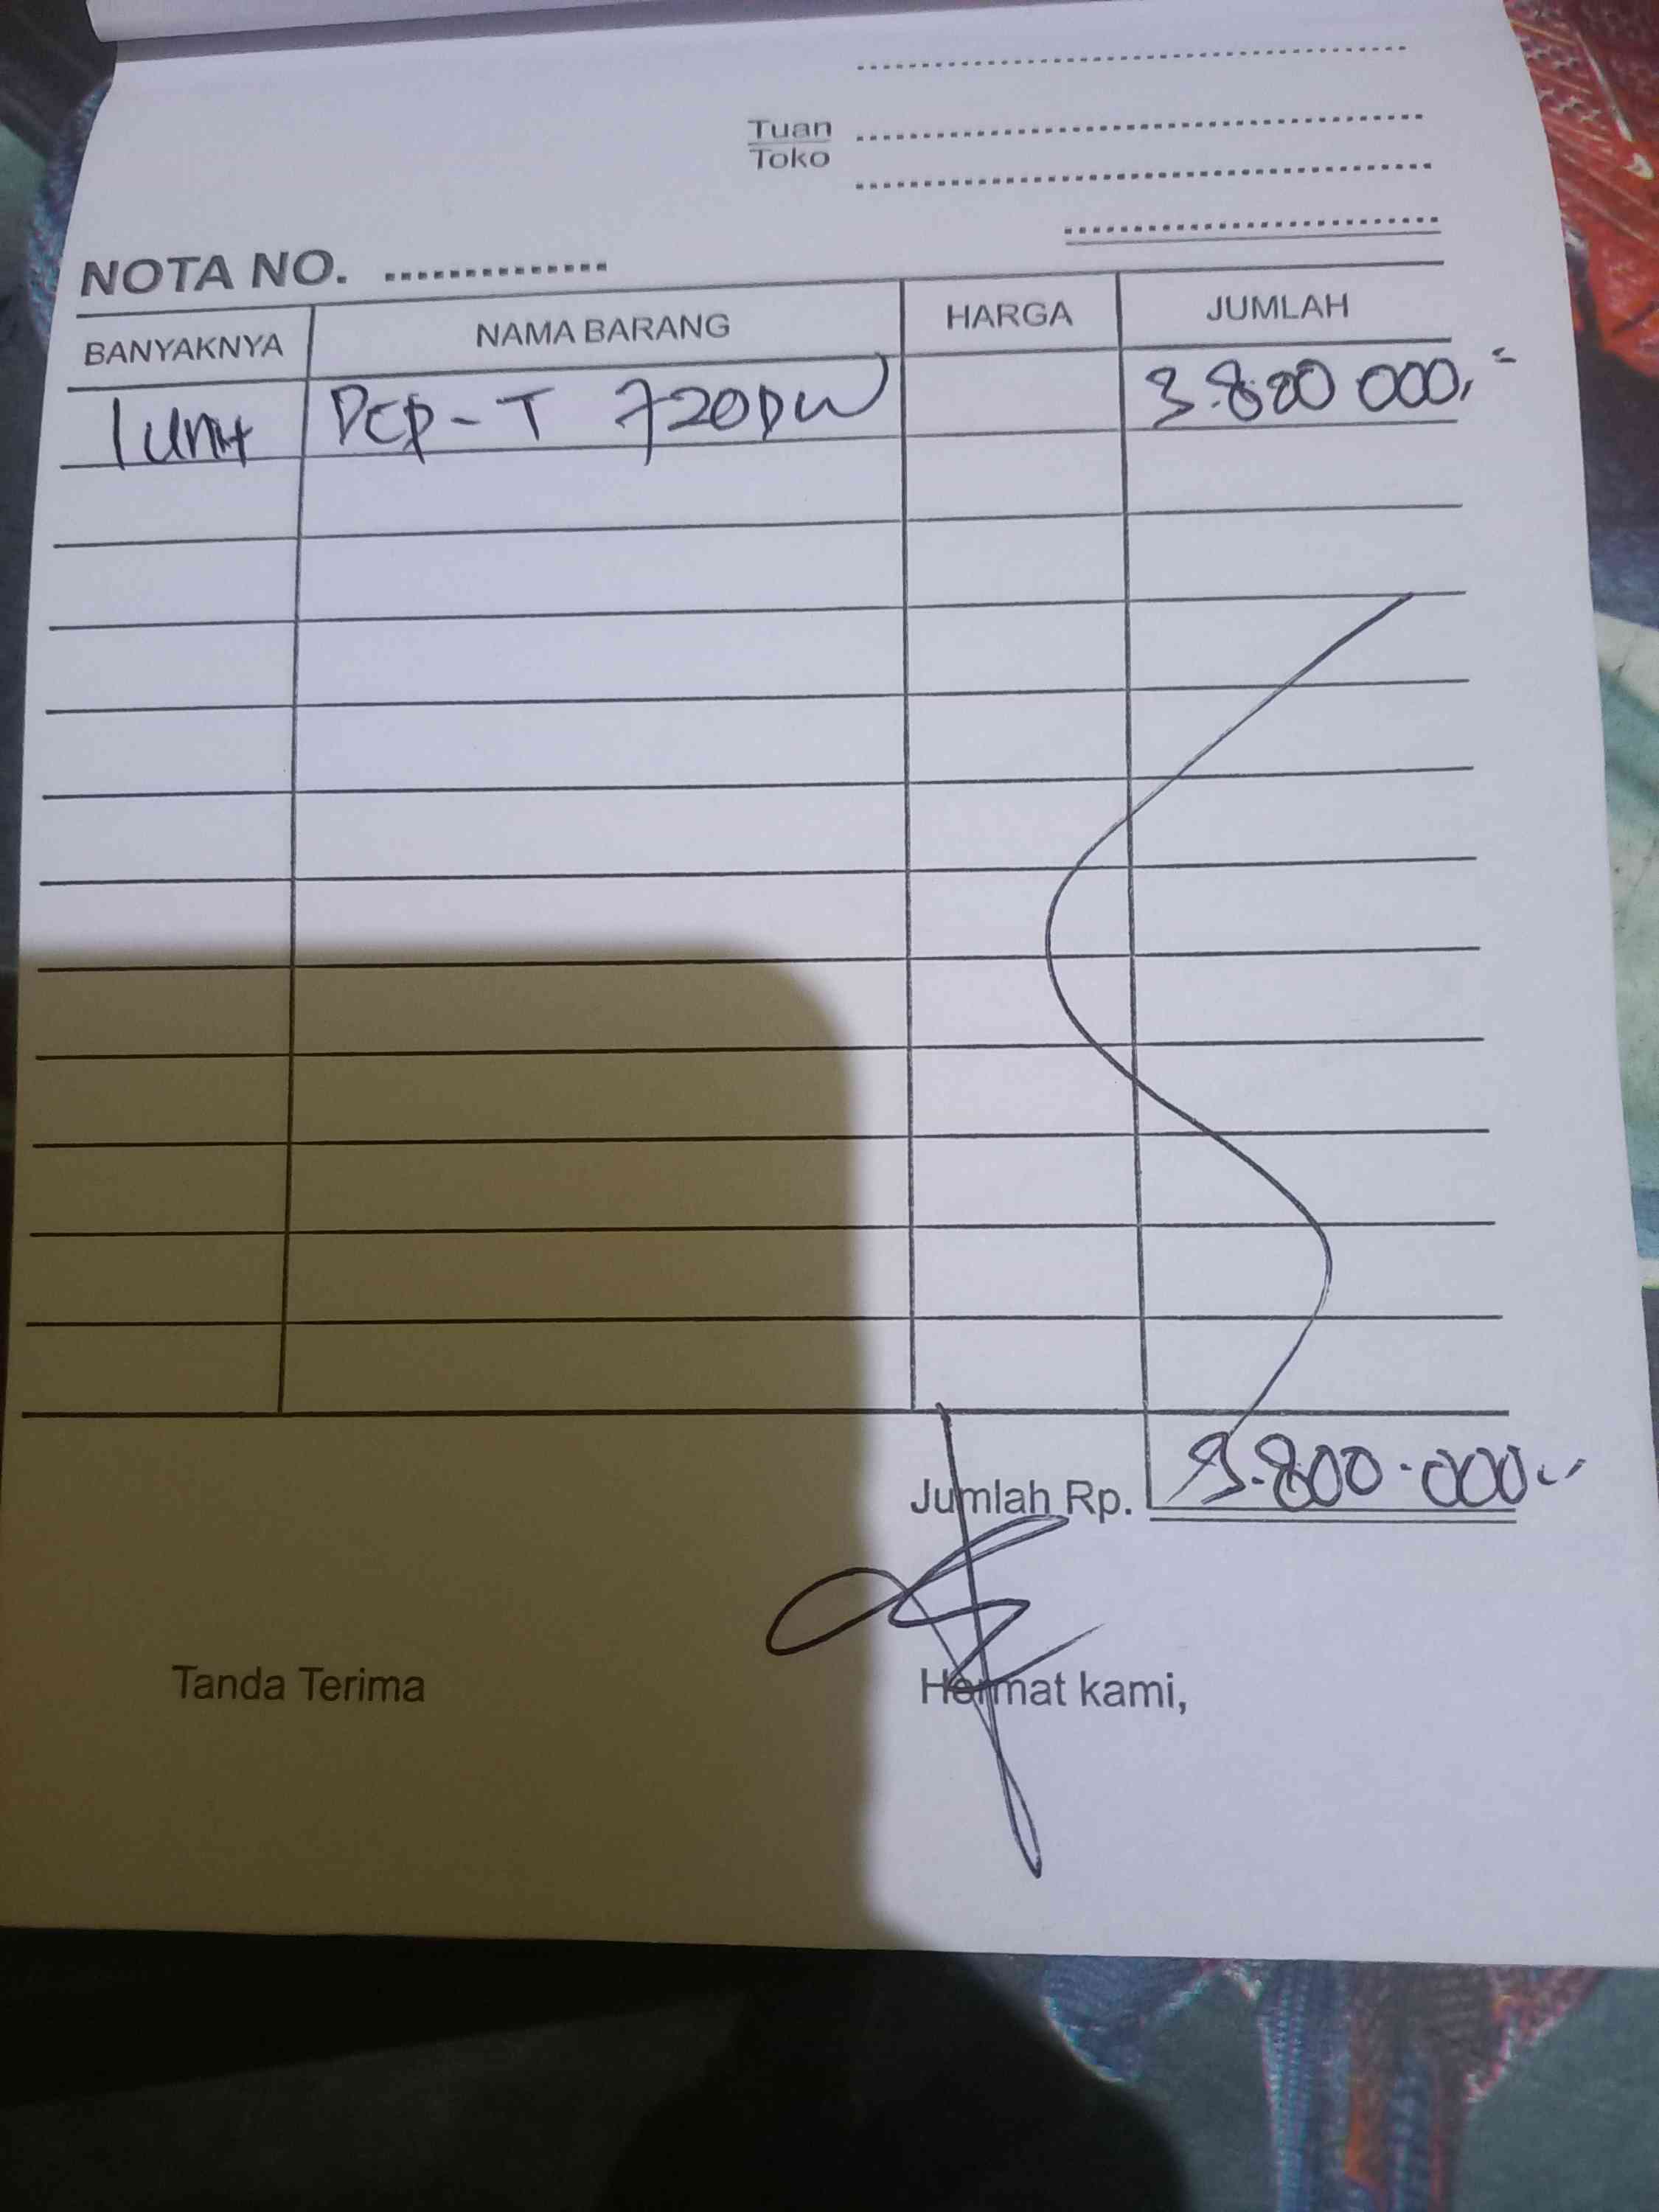 Tuan
Toko
NOTA NO. ..............
BANYAKNYA NAMA BARANG HARGA JUMLAH
1 unit DCP-T 720DW 3.800 000,-
Jumlah Rp. 3.800.000,-
Tanda Terima Hormat kami,